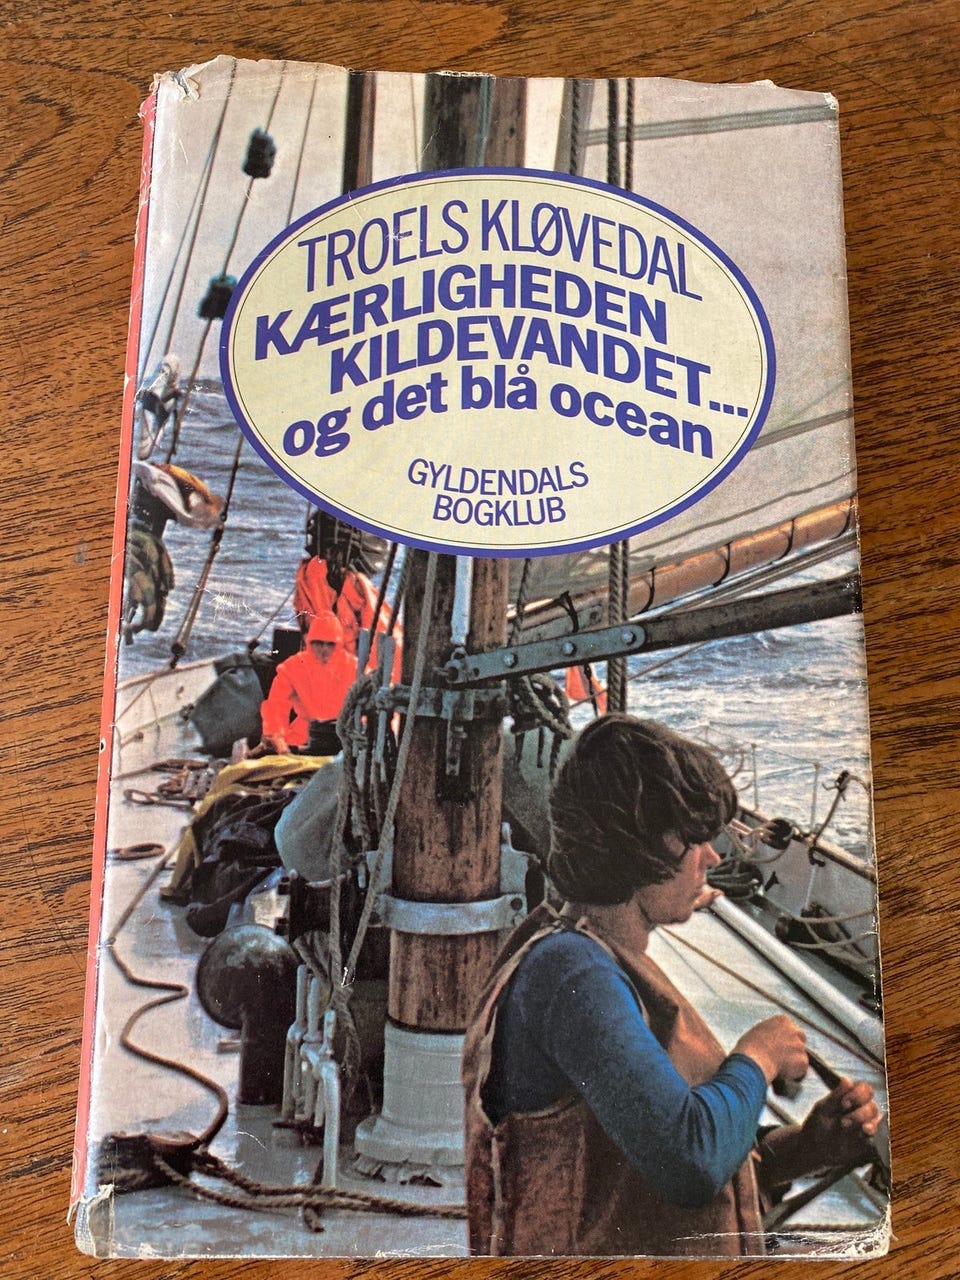 TROELS KLØVEDAL
KÆRLIGHEDEN
KILDEVANDET...
og det blå ocean
GYLDENDALS
BOGKLUB